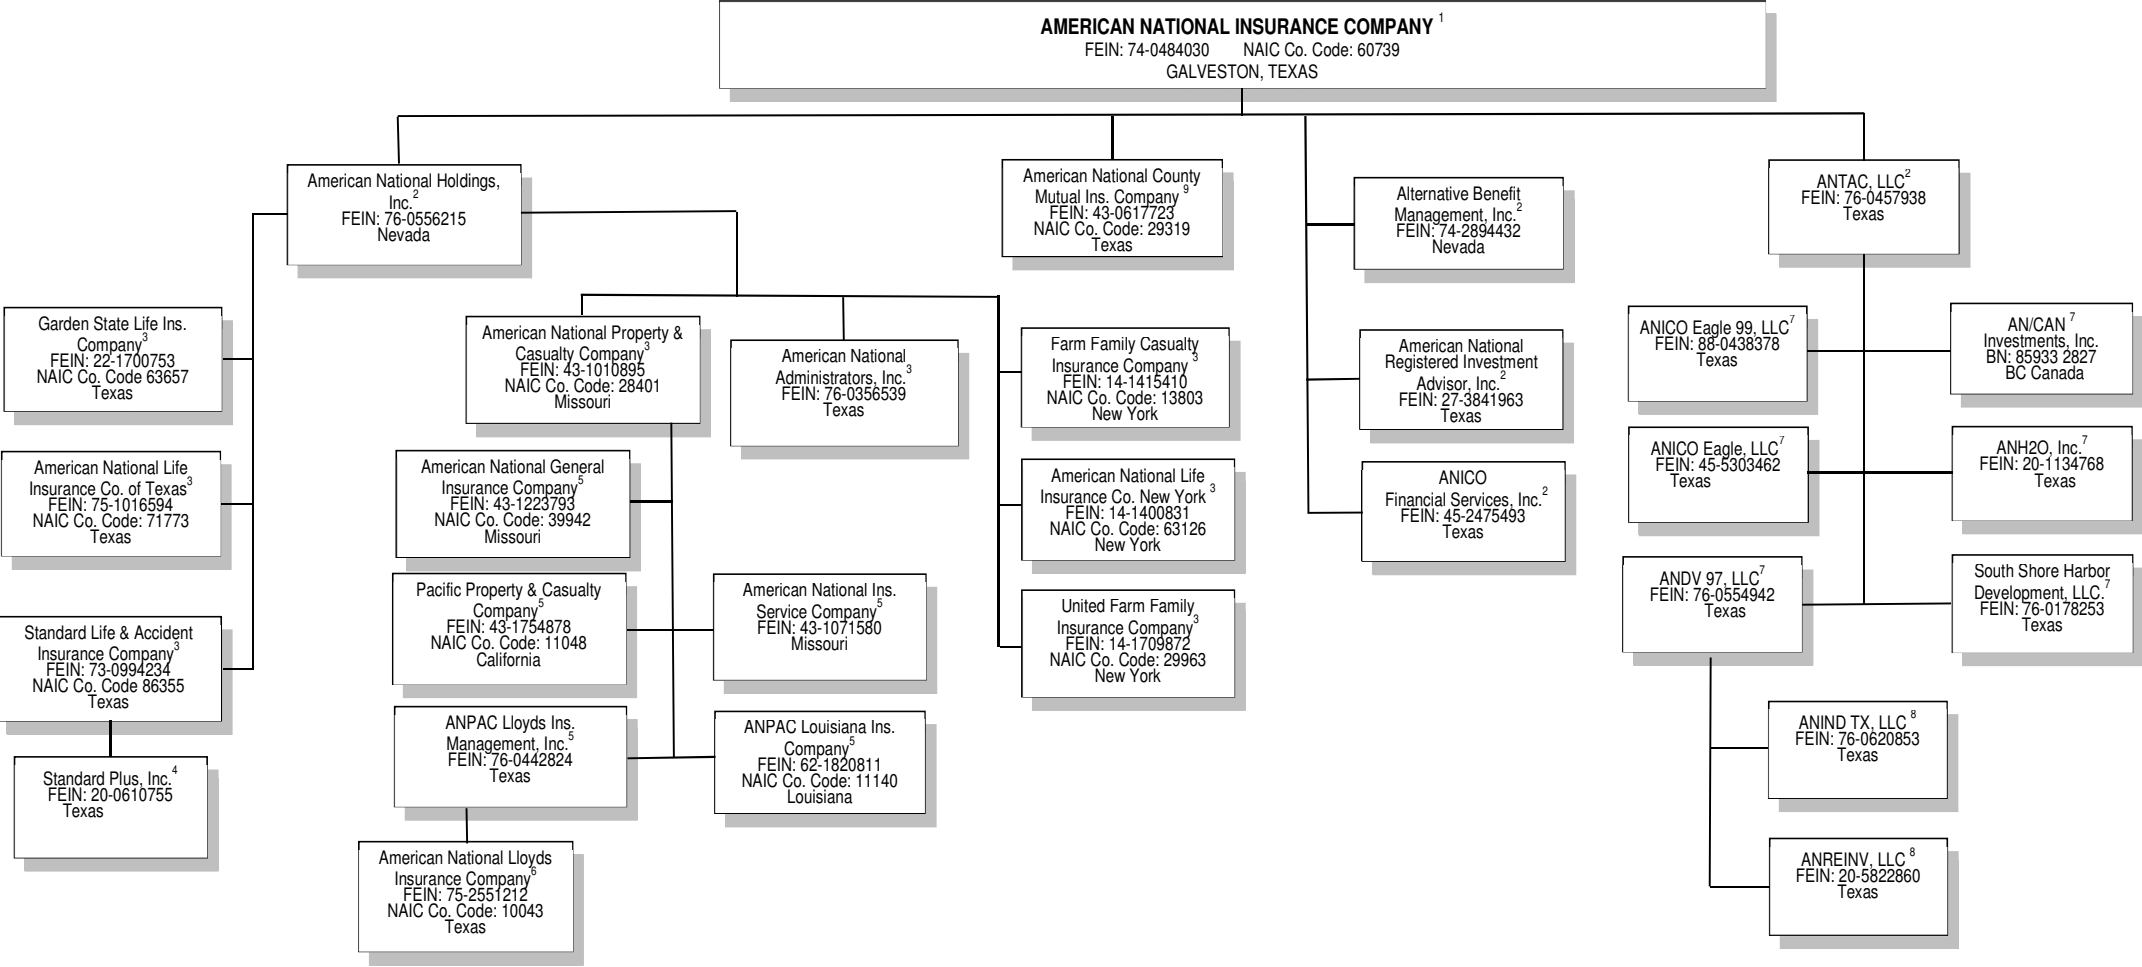 AMERICAN NATIONAL INSURANCE COMPANY 1
FEIN: 74-0484030 NAIC Co. Code: 60739
GALVESTON, TEXAS
American National Holdings,
Inc.2
FEIN: 76-0556215
Nevada
American National County
Mutual Ins. Company 9
FEIN: 43-0617723
NAIC Co. Code: 29319
Texas
Alternative Benefit
Management, Inc.2
FEIN: 74-2894432
Nevada
ANTAC, LLC2
FEIN: 76-0457938
Texas
Garden State Life Ins.
Company3
FEIN: 22-1700753
NAIC Co. Code 63657
Texas
American National Property &
Casualty Company3
FEIN: 43-1010895
NAIC Co. Code: 28401
Missouri
American National
Administrators, Inc.3
FEIN: 76-0356539
Texas
Farm Family Casualty
Insurance Company 3
FEIN: 14-1415410
NAIC Co. Code: 13803
New York
American National
Registered Investment
Advisor, Inc.2
FEIN: 27-3841963
Texas
ANICO Eagle 99, LLC7
FEIN: 88-0438378
Texas
AN/CAN 7
Investments, Inc.
BN: 85933 2827
BC Canada
American National Life
Insurance Co. of Texas3
FEIN: 75-1016594
NAIC Co. Code: 71773
Texas
American National General
Insurance Company5
FEIN: 43-1223793
NAIC Co. Code: 39942
Missouri
American National Life
Insurance Co. New York 3
FEIN: 14-1400831
NAIC Co. Code: 63126
New York
ANICO
Financial Services, Inc.2
FEIN: 45-2475493
Texas
ANICO Eagle, LLC7
FEIN: 45-5303462
Texas
ANH2O, Inc.7
FEIN: 20-1134768
Texas
Standard Life & Accident
Insurance Company3
FEIN: 73-0994234
NAIC Co. Code 86355
Texas
Pacific Property & Casualty
Company5
FEIN: 43-1754878
NAIC Co. Code: 11048
California
American National Ins.
Service Company5
FEIN: 43-1071580
Missouri
United Farm Family
Insurance Company3
FEIN: 14-1709872
NAIC Co. Code: 29963
New York
ANDV 97, LLC7
FEIN: 76-0554942
Texas
South Shore Harbor
Development, LLC.7
FEIN: 76-0178253
Texas
Standard Plus, Inc.4
FEIN: 20-0610755
Texas
ANPAC Lloyds Ins.
Management, Inc.5
FEIN: 76-0442824
Texas
ANPAC Louisiana Ins.
Company5
FEIN: 62-1820811
NAIC Co. Code: 11140
Louisiana
ANIND TX, LLC 8
FEIN: 76-0620853
Texas
American National Lloyds
Insurance Company6
FEIN: 75-2551212
NAIC Co. Code: 10043
Texas
ANREINV, LLC 8
FEIN: 20-5822860
Texas